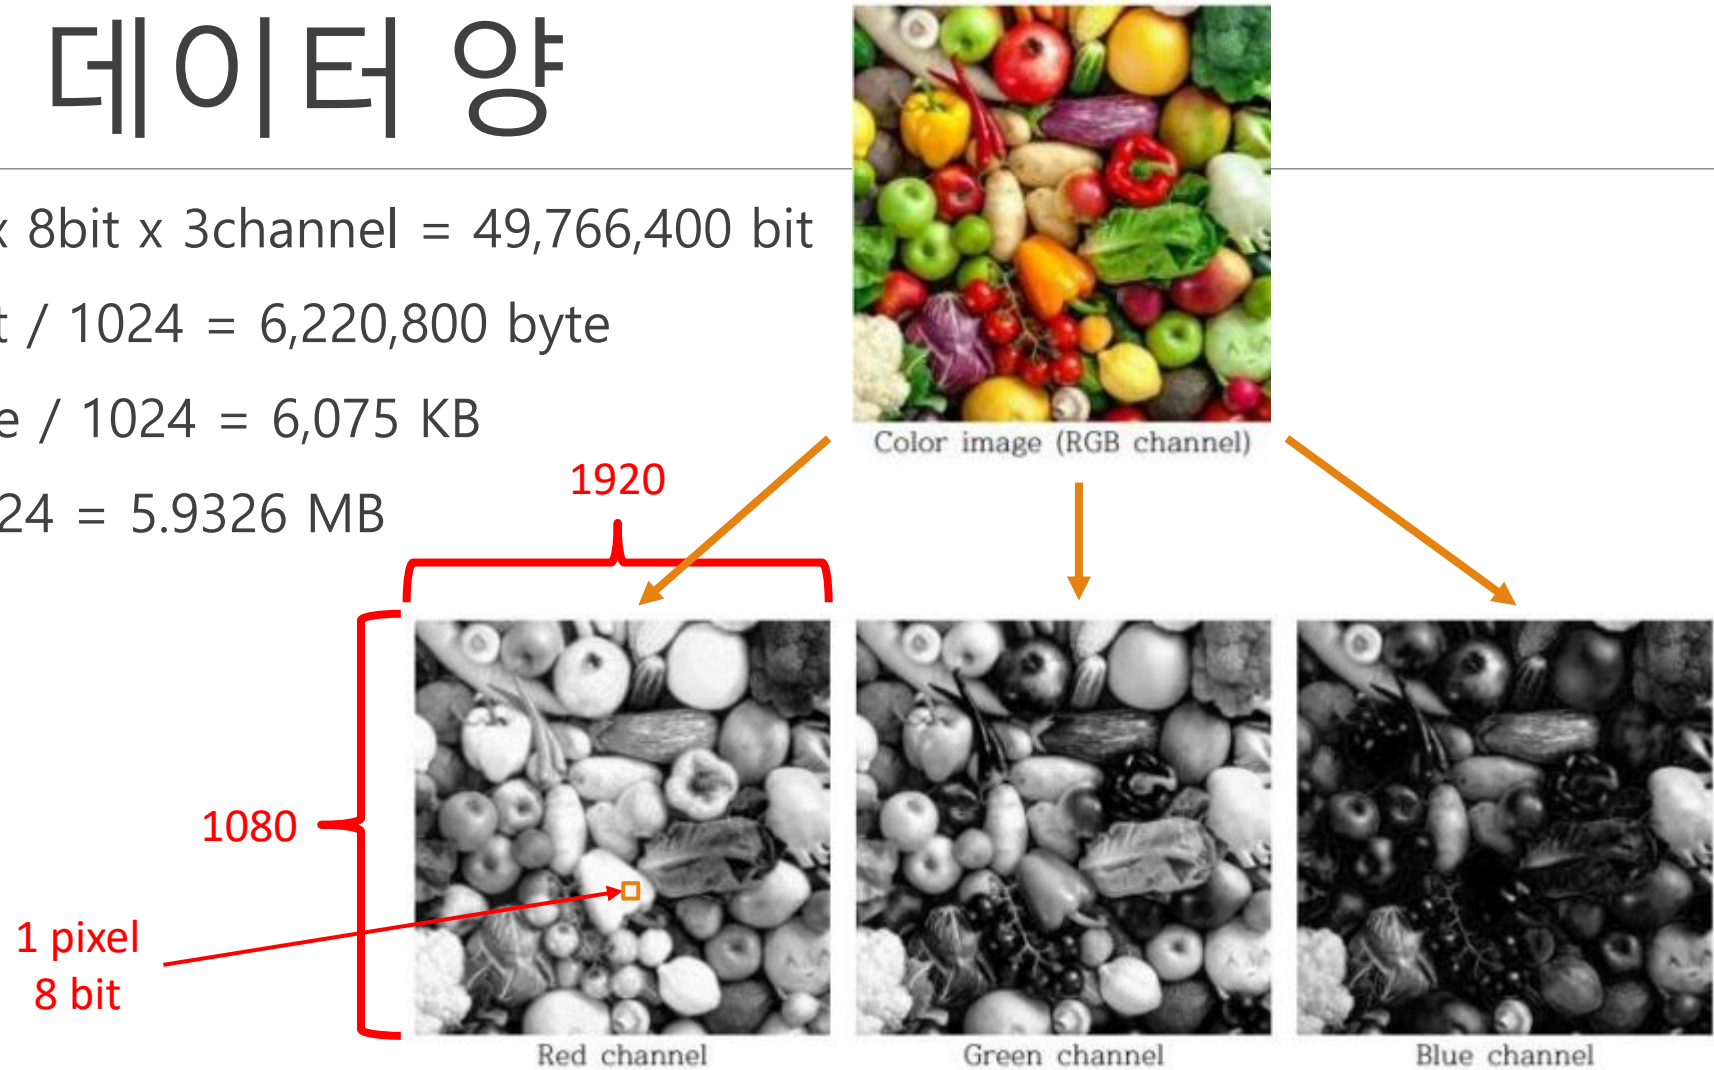 데이터 양
x 8bit x 3channel = 49,766,400 bit
t / 1024 = 6,220,800 byte
e / 1024 = 6,075 KB
24 = 5.9326 MB
Color image (RGB channel)
1920
1080
1 pixel
8 bit
Red channel
Green channel
Blue channel